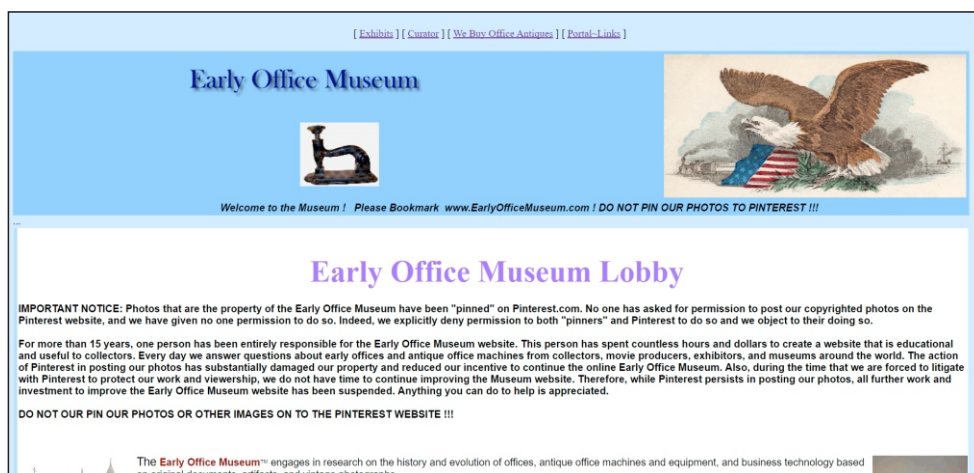 [ Exhibits ] [ Curator ] [ We Buy Office Antiques ] [ Portal~Links ]
Early Office Museum
Welcome to the Museum ! Please Bookmark www.EarlyOfficeMuseum.com ! DO NOT PIN OUR PHOTOS TO PINTEREST !!!
...
Early Office Museum Lobby
IMPORTANT NOTICE: Photos that are the property of the Early Office Museum have been "pinned" on Pinterest.com. No one has asked for permission to post our copyrighted photos on the
Pinterest website, and we have given no one permission to do so. Indeed, we explicitly deny permission to both "pinners" and Pinterest to do so and we object to their doing so.
For more than 15 years, one person has been entirely responsible for the Early Office Museum website. This person has spent countless hours and dollars to create a website that is educational
and useful to collectors. Every day we answer questions about early offices and antique office machines from collectors, movie producers, exhibitors, and museums around the world. The action
of Pinterest in posting our photos has substantially damaged our property and reduced our incentive to continue the online Early Office Museum. Also, during the time that we are forced to litigate
with Pinterest to protect our work and viewership, we do not have time to continue improving the Museum website. Therefore, while Pinterest persists in posting our photos, all further work and
investment to improve the Early Office Museum website has been suspended. Anything you can do to help is appreciated.
DO NOT OUR PIN OUR PHOTOS OR OTHER IMAGES ON TO THE PINTEREST WEBSITE !!!
The Early Office Museum™ engages in research on the history and evolution of offices, antique office machines and equipment, and business technology based
on original documents, artifacts, and vintage photographs.